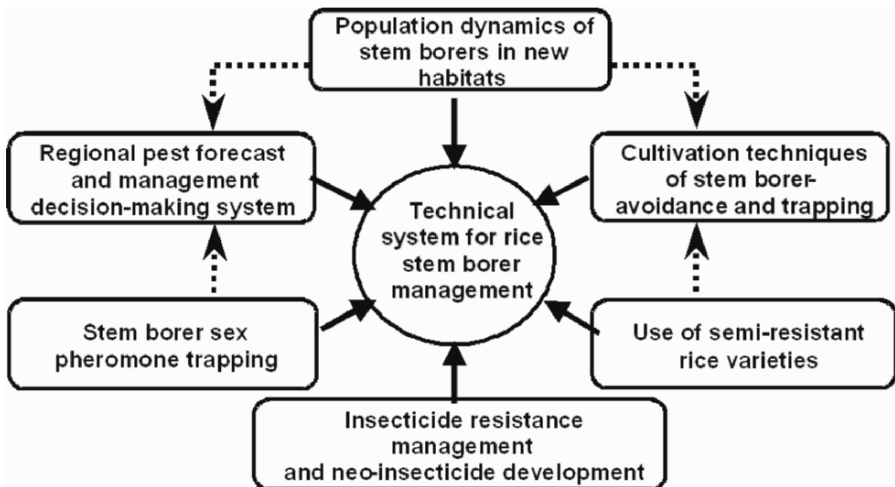 Population dynamics of
stem borers in new
habitats
Regional pest forecast
and management
decision-making system
Cultivation techniques
of stem borer-
avoidance and trapping
Technical
system for rice
stem borer
management
Stem borer sex
pheromone trapping
Use of semi-resistant
rice varieties
Insecticide resistance
management
and neo-insecticide development